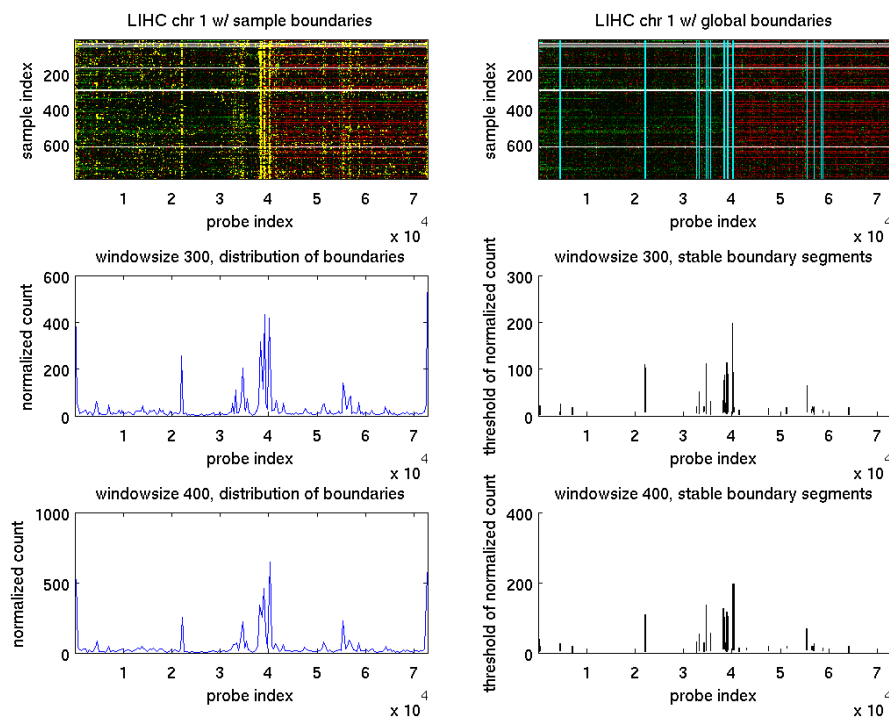 LIHC chr 1 w/ sample boundaries
sample index
200
400
600
1 2 3 4 5 6 7
probe index
x 10^4
LIHC chr 1 w/ global boundaries
sample index
200
400
600
1 2 3 4 5 6 7
probe index
x 10^4
windowsize 300, distribution of boundaries
normalized count
600
400
200
0
1 2 3 4 5 6 7
probe index
x 10^4
windowsize 300, stable boundary segments
threshold of normalized count
300
200
100
0
1 2 3 4 5 6 7
probe index
x 10^4
windowsize 400, distribution of boundaries
normalized count
1000
500
0
1 2 3 4 5 6 7
probe index
x 10^4
windowsize 400, stable boundary segments
threshold of normalized count
400
200
0
1 2 3 4 5 6 7
probe index
x 10^4